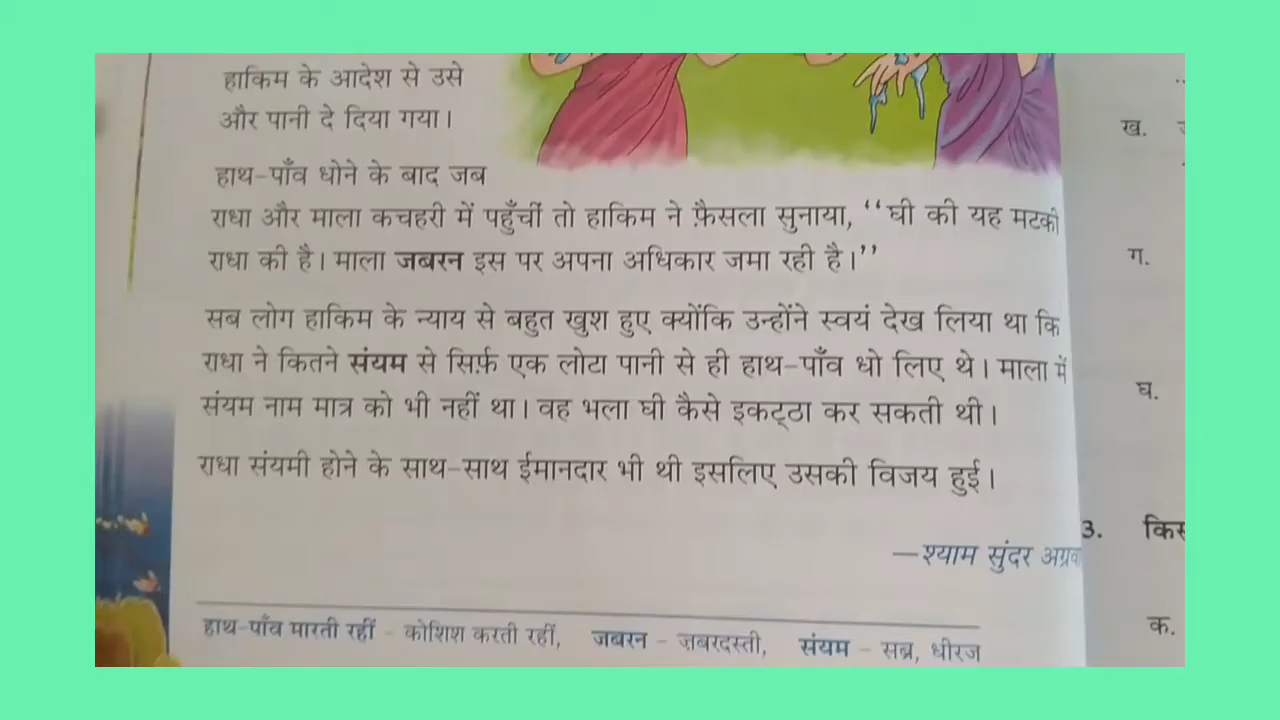 हाकिम के आदेश से उसे
और पानी दे दिया गया।
हाथ-पाँव धोने के बाद जब
राधा और माला कचहरी में पहुँचीं तो हाकिम ने फ़ैसला सुनाया, “घी की यह मटकी
राधा की है। माला जबरन इस पर अपना अधिकार जमा रही है।”
सब लोग हाकिम के न्याय से बहुत खुश हुए क्योंकि उन्होंने स्वयं देख लिया था कि
राधा ने कितने संयम से सिर्फ़ एक लोटा पानी से ही हाथ-पाँव धो लिए थे। माला में
संयम नाम मात्र को भी नहीं था। वह भला घी कैसे इकट्ठा कर सकती थी।
राधा संयमी होने के साथ-साथ ईमानदार भी थी इसलिए उसकी विजय हुई।
—श्याम सुंदर
हाथ-पाँव मारती रहीं – कोशिश करती रहीं, जबरन – ज़बरदस्ती, संयम – सब्र, धीरज
ख.
ग.
घ.
3.
क.